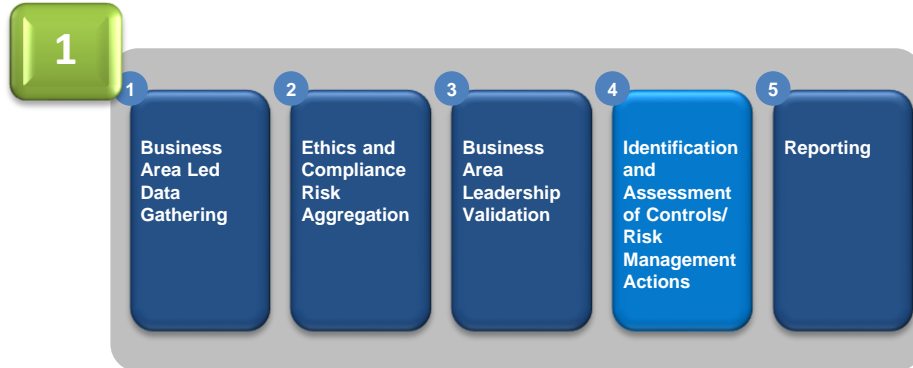 1
1
Business
Area Led
Data
Gathering
2
Ethics and
Compliance
Risk
Aggregation
3
Business
Area
Leadership
Validation
4
Identification
and
Assessment
of Controls/
Risk
Management
Actions
5
Reporting